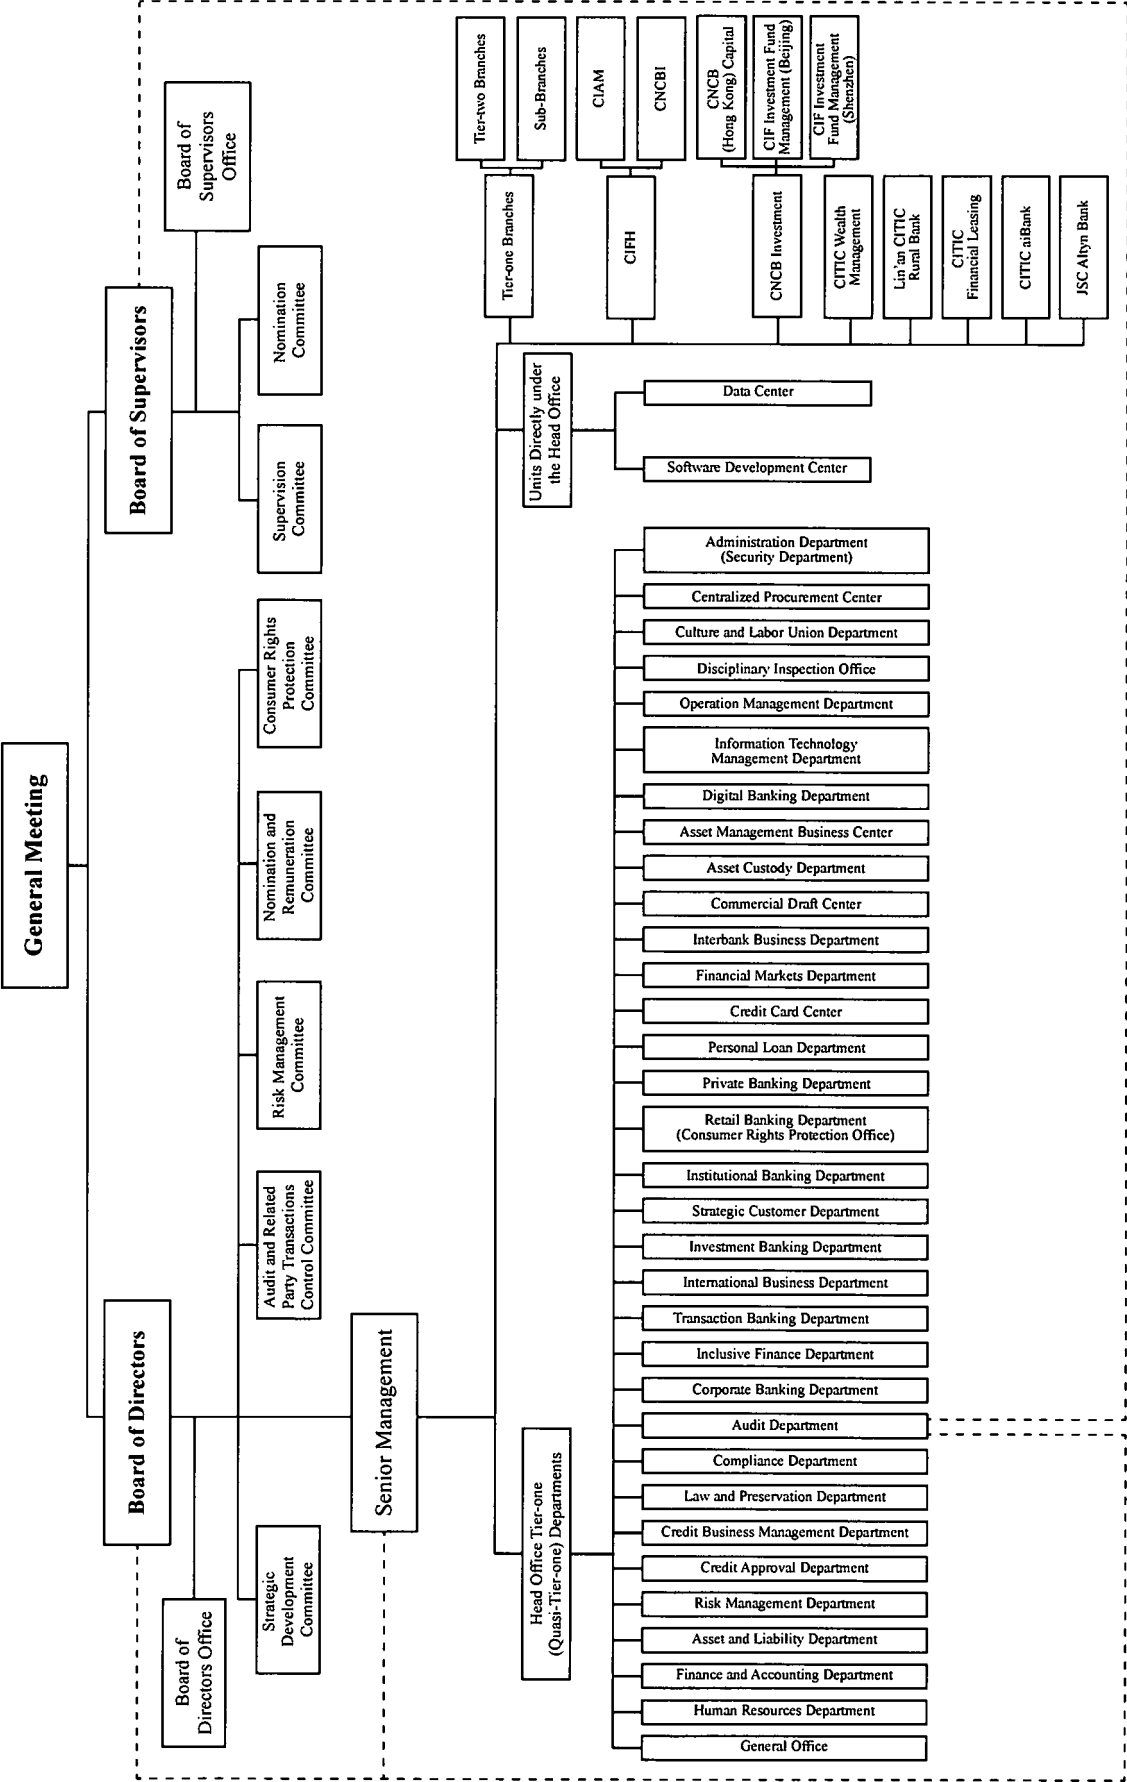 General Meeting
Board of Directors
Board of Supervisors
Board of
Directors Office
Board of
Supervisors
Office
Strategic
Development
Committee
Audit and Related
Party Transactions
Control Committee
Risk Management
Committee
Nomination and
Remuneration
Committee
Consumer Rights
Protection
Committee
Supervision
Committee
Nomination
Committee
Senior Management
Head Office Tier-one
(Quasi-Tier-one) Departments
Units Directly under
the Head Office
Tier-one Branches
Tier-two Branches
Sub-Branches
CIFH
CIAM
CNCBI
CNCB Investment
CNCB
(Hong Kong) Capital
CIF Investment Fund
Management (Beijing)
CIF Investment
Fund Management
(Shenzhen)
CITIC Wealth
Management
Lin'an CITIC
Rural Bank
CITIC
Financial Leasing
CITIC aiBank
JSC Altyn Bank
Data Center
Software Development Center
Administration Department
(Security Department)
Centralized Procurement Center
Culture and Labor Union Department
Disciplinary Inspection Office
Operation Management Department
Information Technology
Management Department
Digital Banking Department
Asset Management Business Center
Asset Custody Department
Commercial Draft Center
Interbank Business Department
Financial Markets Department
Credit Card Center
Personal Loan Department
Private Banking Department
Retail Banking Department
(Consumer Rights Protection Office)
Institutional Banking Department
Strategic Customer Department
Investment Banking Department
International Business Department
Transaction Banking Department
Inclusive Finance Department
Corporate Banking Department
Audit Department
Compliance Department
Law and Preservation Department
Credit Business Management Department
Credit Approval Department
Risk Management Department
Asset and Liability Department
Finance and Accounting Department
Human Resources Department
General Office